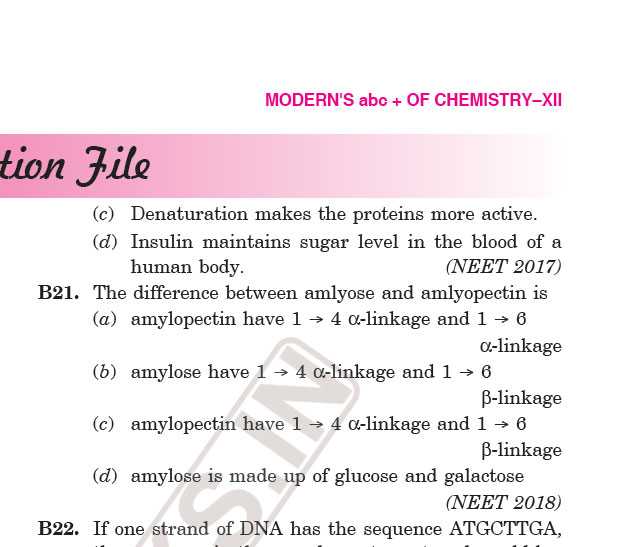 MODERN'S abc + OF CHEMISTRY–XII
tion File
(c) Denaturation makes the proteins more active.
(d) Insulin maintains sugar level in the blood of a
human body. (NEET 2017)
B21. The difference between amlyose and amlyopectin is
(a) amylopectin have 1 → 4 α-linkage and 1 → 6
α-linkage
(b) amylose have 1 → 4 α-linkage and 1 → 6
β-linkage
(c) amylopectin have 1 → 4 α-linkage and 1 → 6
β-linkage
(d) amylose is made up of glucose and galactose
(NEET 2018)
B22. If one strand of DNA has the sequence ATGCTTGA,
KS.IN